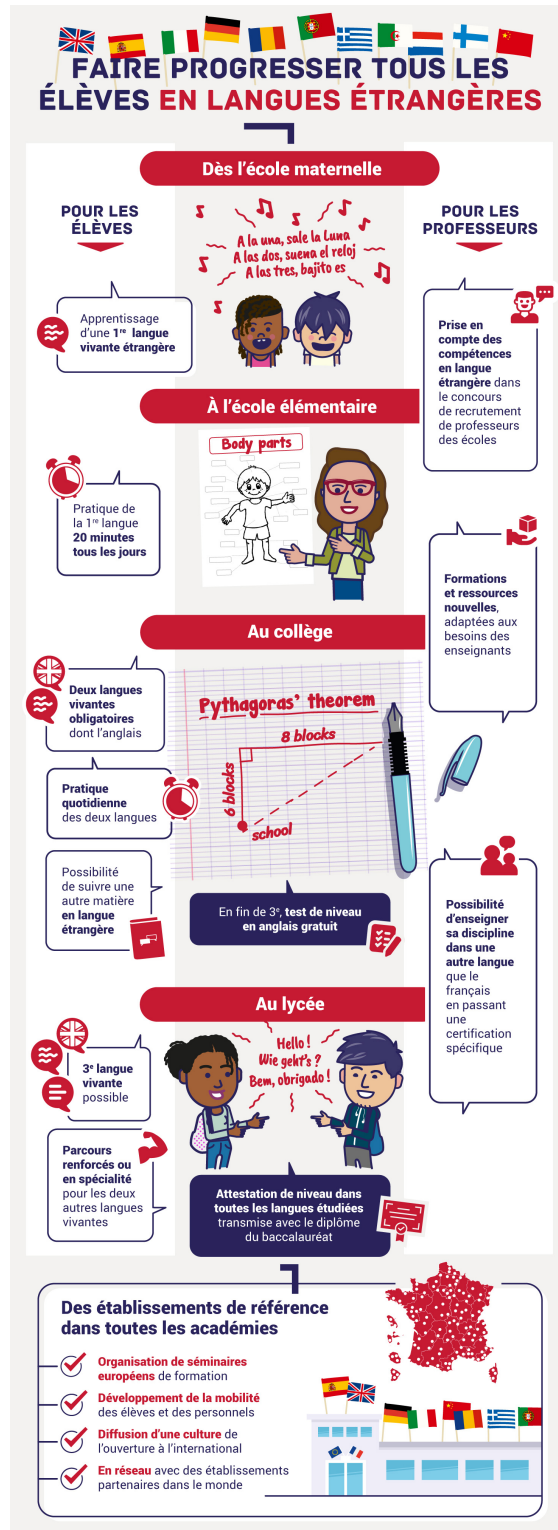 FAIRE PROGRESSER TOUS LES
ÉLÈVES EN LANGUES ÉTRANGÈRES
Dès l'école maternelle
POUR LES
ÉLÈVES
POUR LES
PROFESSEURS
A la una, sale la Luna
A las dos, suena el reloj
A las tres, bajito es
Apprentissage
d'une 1re langue
vivante étrangère
Prise en
compte des
compétences
en langue
étrangère dans
le concours
de recrutement
de professeurs
des écoles
À l'école élémentaire
Body parts
Pratique de
la 1re langue
20 minutes
tous les jours
Formations
et ressources
nouvelles,
adaptées aux
besoins des
enseignants
Au collège
Deux langues
vivantes
obligatoires
dont l'anglais
Pythagoras' theorem
8 blocks
6 blocks
school
Pratique
quotidienne
des deux langues
Possibilité
de suivre une
autre matière
en langue
étrangère
En fin de 3e, test de niveau
en anglais gratuit
Possibilité
d'enseigner
sa discipline
dans une
autre langue
que le
français
en passant
une
certification
spécifique
Au lycée
Hello !
Wie geht's ?
Bem, obrigado !
3e langue
vivante
possible
Parcours
renforcés ou
en spécialité
pour les deux
autres langues
vivantes
Attestation de niveau dans
toutes les langues étudiées
transmise avec le diplôme
du baccalauréat
Des établissements de référence
dans toutes les académies
Organisation de séminaires
européens de formation
Développement de la mobilité
des élèves et des personnels
Diffusion d'une culture de
l'ouverture à l'international
En réseau avec des établissements
partenaires dans le monde